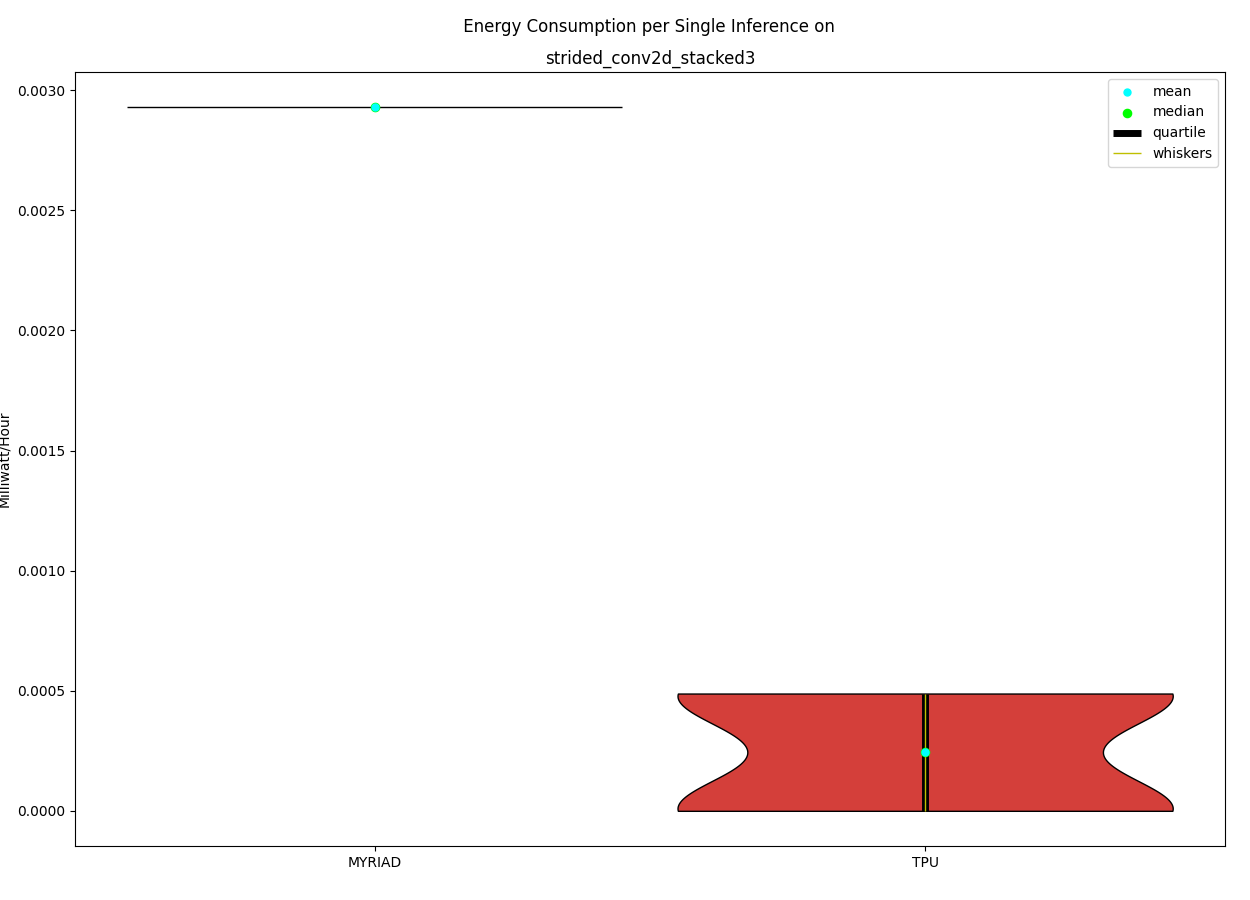 Energy Consumption per Single Inference on
strided_conv2d_stacked3
mean
median
quartile
whiskers
Milliwatt/Hour
0.0030
0.0025
0.0020
0.0015
0.0010
0.0005
0.0000
MYRIAD
TPU